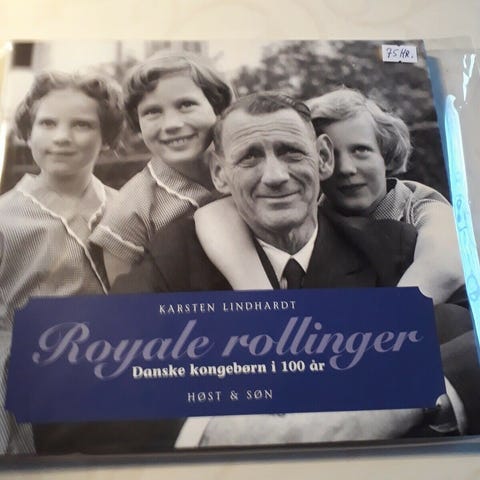 75 KR.
KARSTEN LINDHARDT
Royale rollinger
Danske kongebørn i 100 år
HØST & SØN